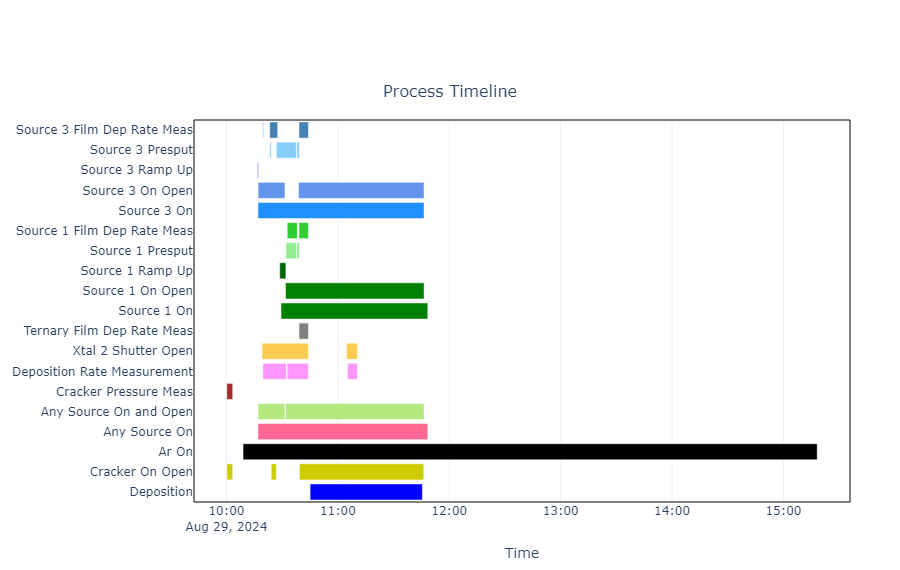 Process Timeline
Source 3 Film Dep Rate Meas
Source 3 Presput
Source 3 Ramp Up
Source 3 On Open
Source 3 On
Source 1 Film Dep Rate Meas
Source 1 Presput
Source 1 Ramp Up
Source 1 On Open
Source 1 On
Ternary Film Dep Rate Meas
Xtal 2 Shutter Open
Deposition Rate Measurement
Cracker Pressure Meas
Any Source On and Open
Any Source On
Ar On
Cracker On Open
Deposition
10:00 11:00 12:00 13:00 14:00 15:00
Aug 29, 2024
Time